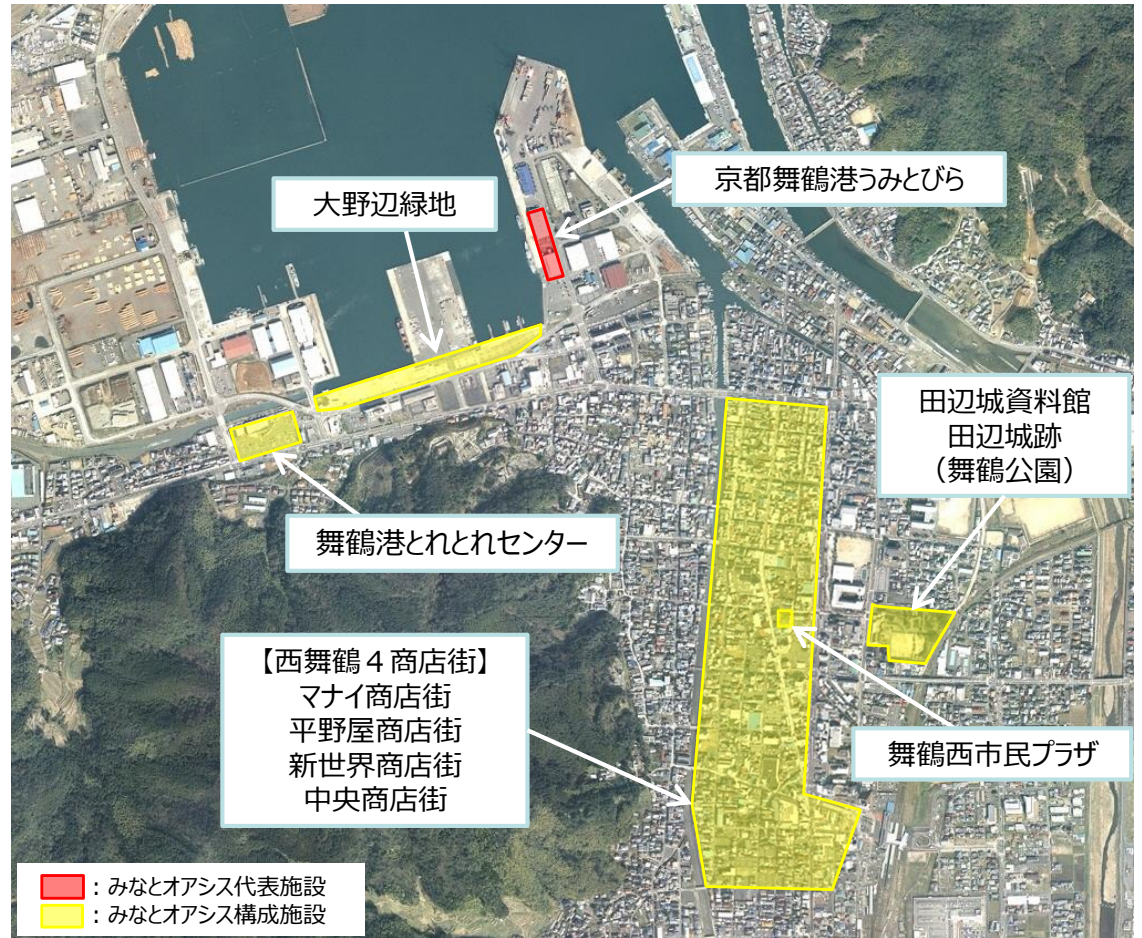 京都舞鶴港うみとびら
大野辺緑地
田辺城資料館
田辺城跡
（舞鶴公園）
舞鶴港とれとれセンター
【西舞鶴４商店街】
マナイ商店街
平野屋商店街
新世界商店街
中央商店街
舞鶴西市民プラザ
：みなとオアシス代表施設
：みなとオアシス構成施設